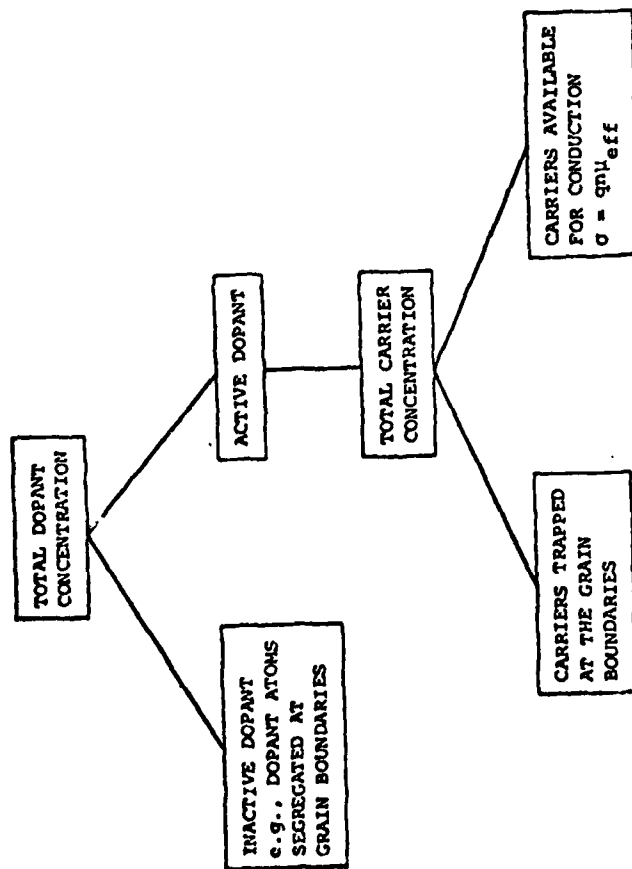 TOTAL DOPANT
CONCENTRATION
INACTIVE DOPANT
e.g., DOPANT ATOMS
SEGREGATED AT
GRAIN BOUNDARIES
ACTIVE DOPANT
TOTAL CARRIER
CONCENTRATION
CARRIERS TRAPPED
AT THE GRAIN
BOUNDARIES
CARRIERS AVAILABLE
FOR CONDUCTION
σ = qnμeff